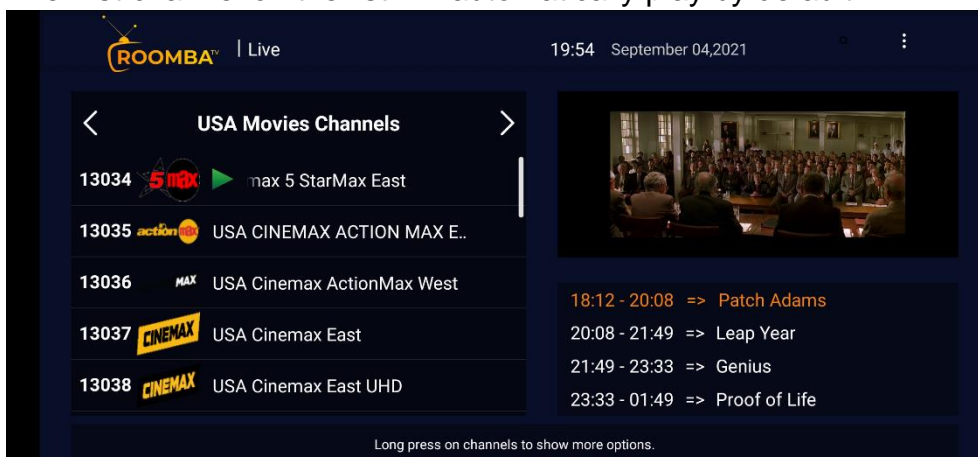 ROOMBA TV | Live
19:54 September 04,2021
USA Movies Channels
13034 5 max max 5 StarMax East
13035 action max USA CINEMAX ACTION MAX E..
13036 MAX USA Cinemax ActionMax West
13037 CINEMAX USA Cinemax East
13038 CINEMAX USA Cinemax East UHD
18:12 - 20:08 => Patch Adams
20:08 - 21:49 => Leap Year
21:49 - 23:33 => Genius
23:33 - 01:49 => Proof of Life
Long press on channels to show more options.